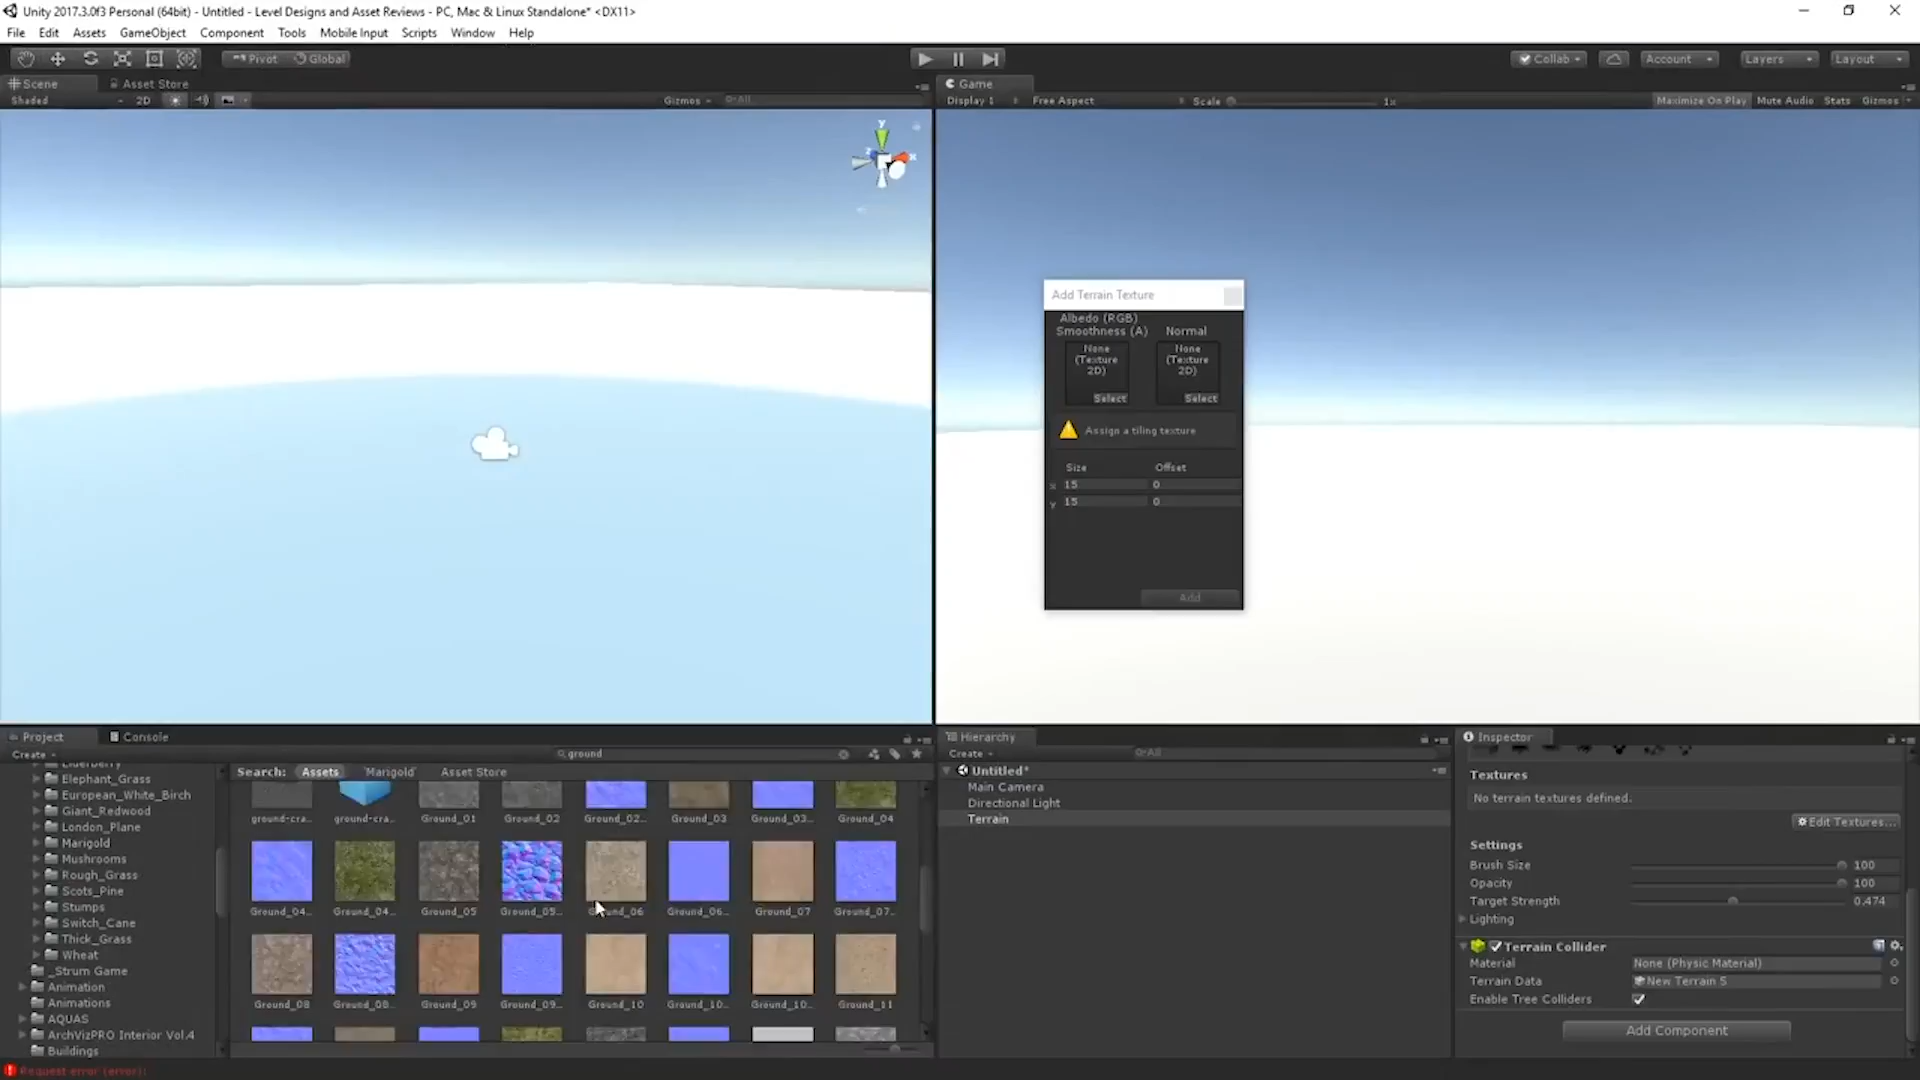 Unity 2017.3.0f3 Personal (64bit) - Untitled - Level Designs and Asset Reviews - PC, Mac & Linux Standalone* <DX11>
File Edit Assets GameObject Component Tools Mobile Input Scripts Window Help
Pivot Global
Collab Account Layers Layout
Scene Asset Store
Shaded 2D Gizmos All
y
x
z
Game
Display 1 Free Aspect Scale 1x Maximize On Play Mute Audio Stats Gizmos
Add Terrain Texture
Albedo (RGB)
Smoothness (A) Normal
None (Texture 2D) None (Texture 2D)
Select Select
Assign a tiling texture
Size Offset
x 15 0
y 15 0
Add
Project Console
Create ground
Elderberry
Elephant_Grass
European_White_Birch
Giant_Redwood
London_Plane
Marigold
Mushrooms
Rough_Grass
Scots_Pine
Stumps
Switch_Cane
Thick_Grass
Wheat
_Strum Game
Animation
Animations
AQUAS
ArchVizPRO Interior Vol.4
Buildings
Search: Assets 'Marigold' Asset Store
ground-cra... ground-cra... Ground_01 Ground_02 Ground_02... Ground_03 Ground_03... Ground_04
Ground_04... Ground_04... Ground_05 Ground_05... Ground_06 Ground_06... Ground_07 Ground_07...
Ground_08 Ground_08... Ground_09 Ground_09... Ground_10 Ground_10... Ground_10... Ground_11
Hierarchy
Create All
Untitled*
Main Camera
Directional Light
Terrain
Inspector
Textures
No terrain textures defined.
Edit Textures...
Settings
Brush Size 100
Opacity 100
Target Strength 0.474
Lighting
Terrain Collider
Material None (Physic Material)
Terrain Data New Terrain 5
Enable Tree Colliders
Add Component
Request error (error):